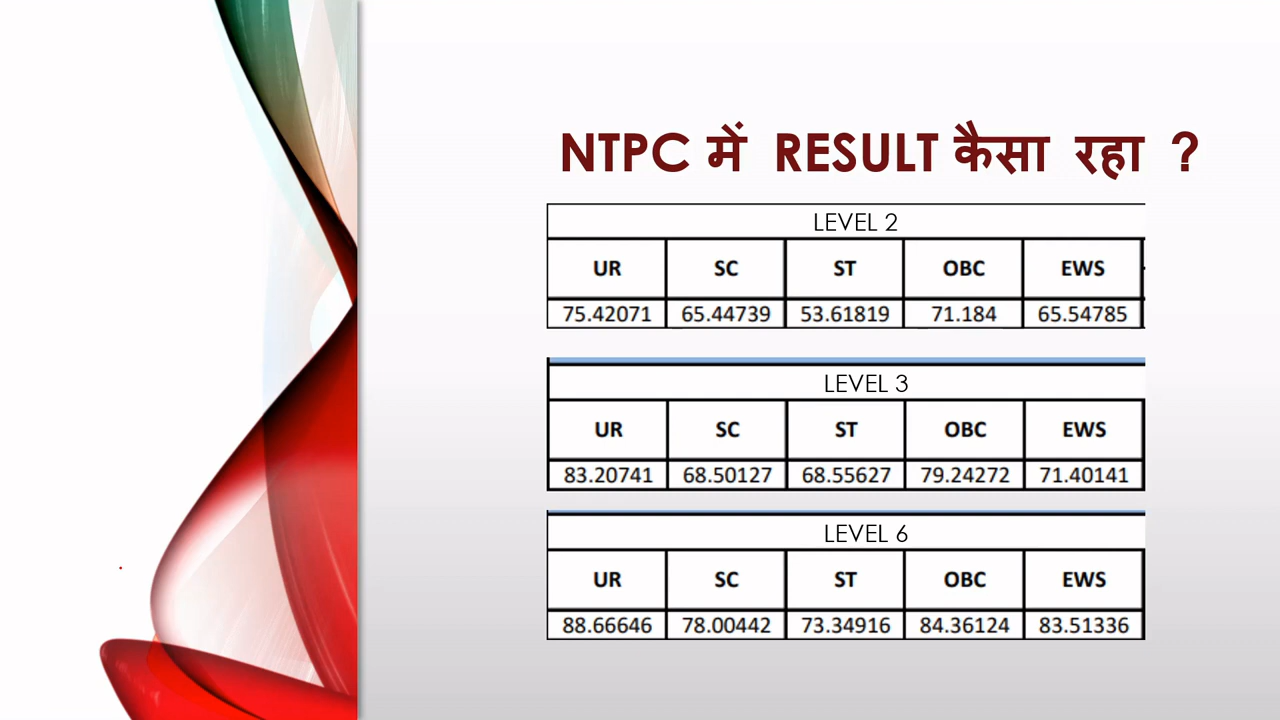 NTPC में RESULT कैसा रहा ?
LEVEL 2
UR SC ST OBC EWS
75.42071 65.44739 53.61819 71.184 65.54785
LEVEL 3
UR SC ST OBC EWS
83.20741 68.50127 68.55627 79.24272 71.40141
LEVEL 6
UR SC ST OBC EWS
88.66646 78.00442 73.34916 84.36124 83.51336